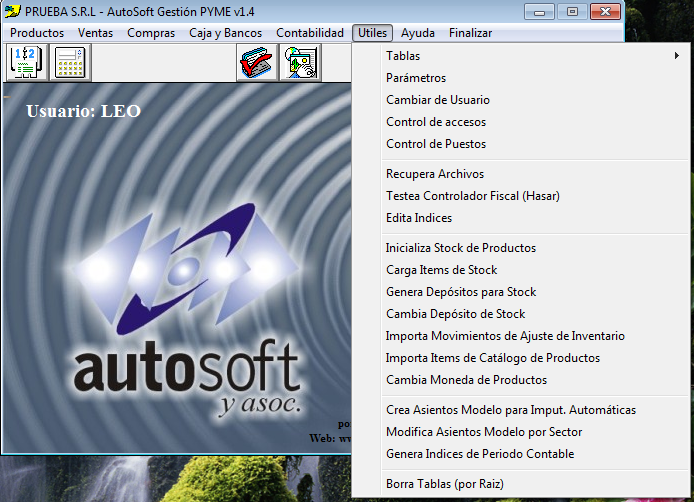 PRUEBA S.R.L - AutoSoft Gestión PYME v1.4
Productos Ventas Compras Caja y Bancos Contabilidad Utiles Ayuda Finalizar
1 2
Usuario: LEO
autosoft
y asoc.
Web:
Tablas
Parámetros
Cambiar de Usuario
Control de accesos
Control de Puestos
Recupera Archivos
Testea Controlador Fiscal (Hasar)
Edita Indices
Inicializa Stock de Productos
Carga Items de Stock
Genera Depósitos para Stock
Cambia Depósito de Stock
Importa Movimientos de Ajuste de Inventario
Importa Items de Catálogo de Productos
Cambia Moneda de Productos
Crea Asientos Modelo para Imput. Automáticas
Modifica Asientos Modelo por Sector
Genera Indices de Periodo Contable
Borra Tablas (por Raiz)